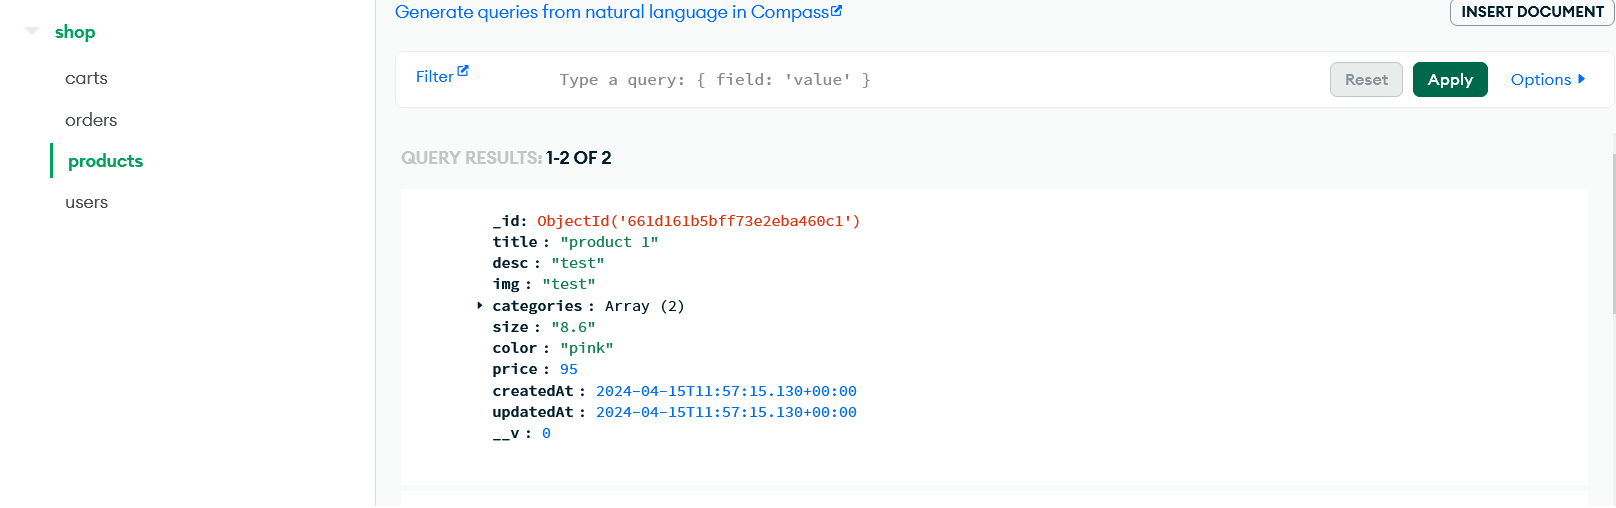 shop
carts
orders
products
users
Generate queries from natural language in Compass
INSERT DOCUMENT
Filter
Type a query: { field: 'value' }
Reset
Apply
Options
QUERY RESULTS: 1-2 OF 2
_id: ObjectId('661d161b5bff73e2eba460c1')
title : "product 1"
desc : "test"
img : "test"
categories : Array (2)
size : "8.6"
color : "pink"
price : 95
createdAt : 2024-04-15T11:57:15.130+00:00
updatedAt : 2024-04-15T11:57:15.130+00:00
__v : 0